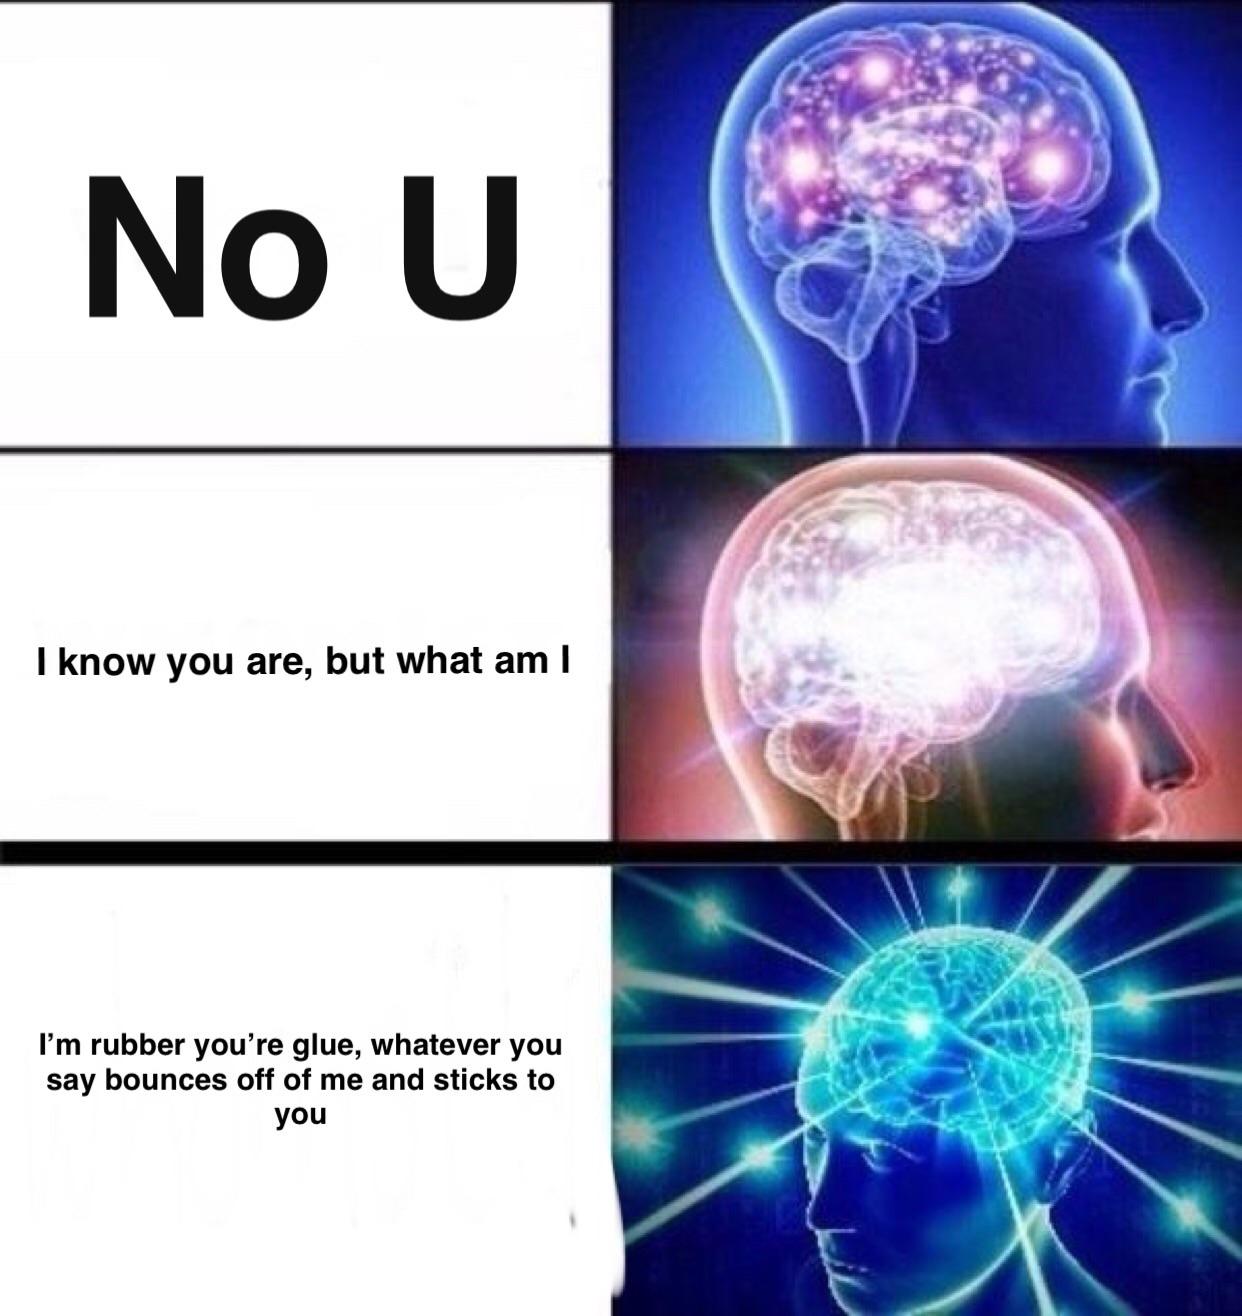 No U
I know you are, but what am I
I’m rubber you’re glue, whatever you
say bounces off of me and sticks to
you